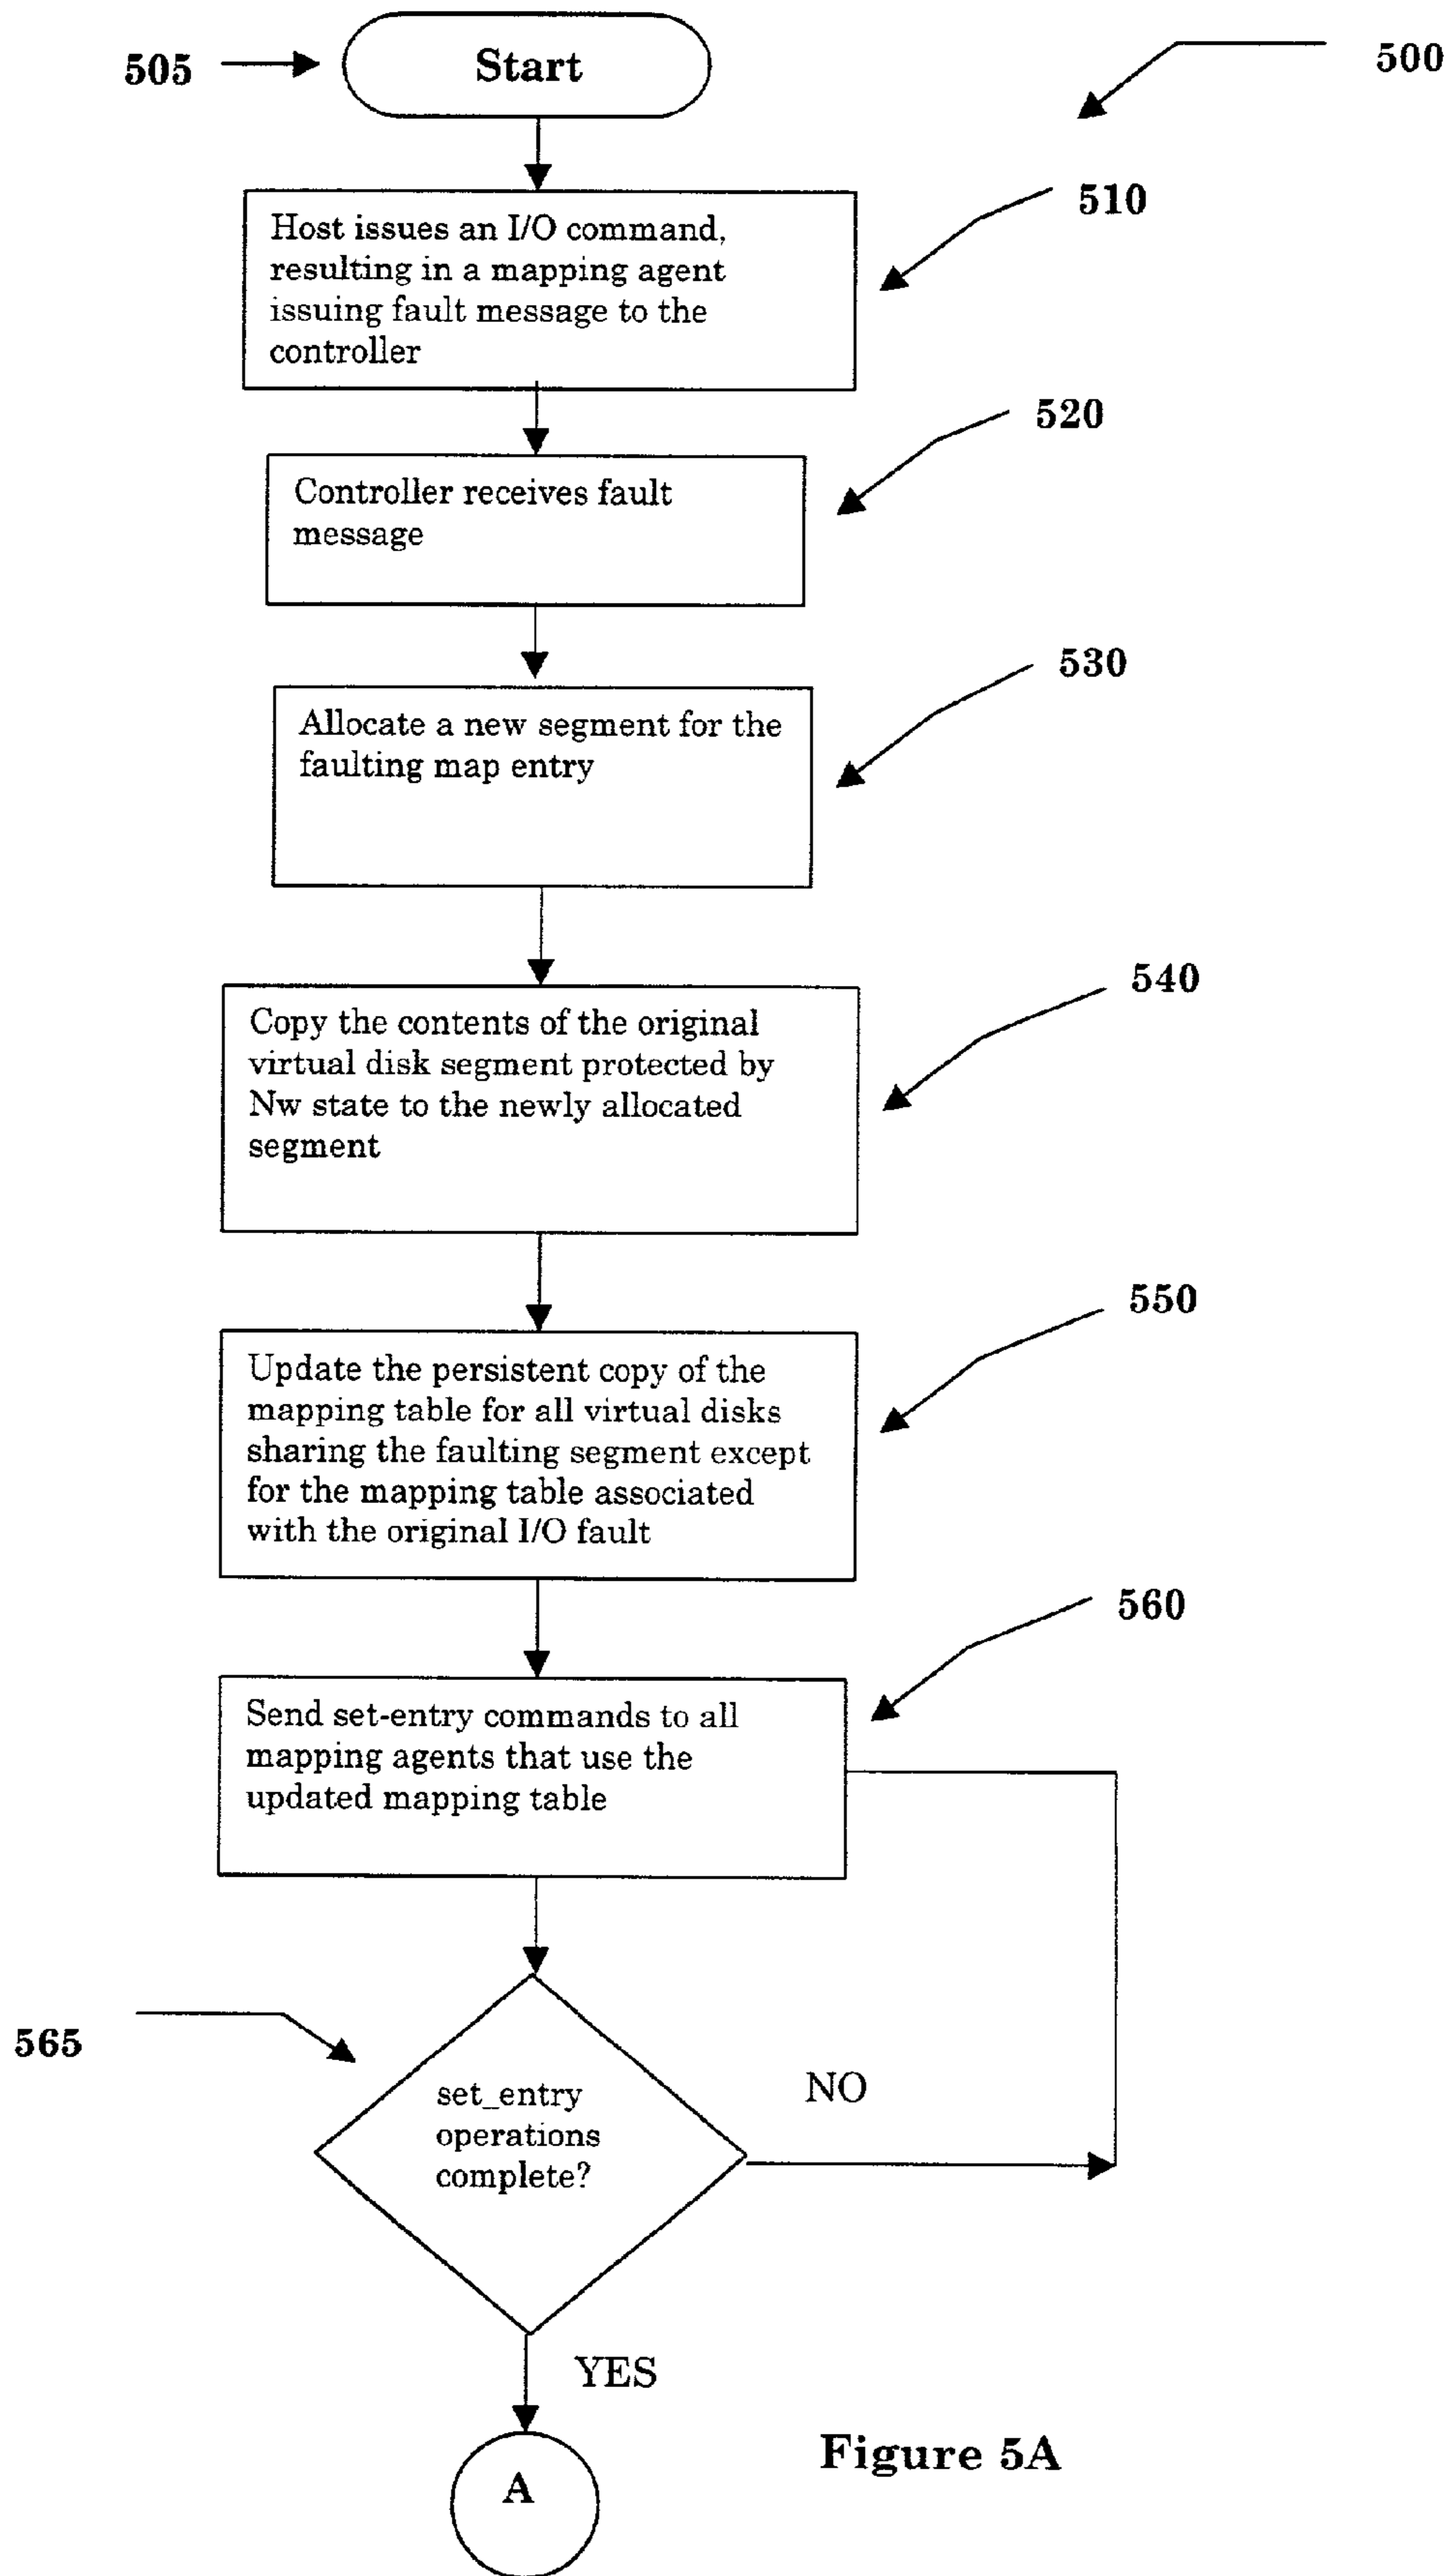 505
Start
500
Host issues an I/O command,
resulting in a mapping agent
issuing fault message to the
controller
510
Controller receives fault
message
520
Allocate a new segment for the
faulting map entry
530
Copy the contents of the original
virtual disk segment protected by
Nw state to the newly allocated
segment
540
Update the persistent copy of the
mapping table for all virtual disks
sharing the faulting segment except
for the mapping table associated
with the original I/O fault
550
Send set-entry commands to all
mapping agents that use the
updated mapping table
560
565
set_entry
operations
complete?
NO
YES
A
Figure 5A